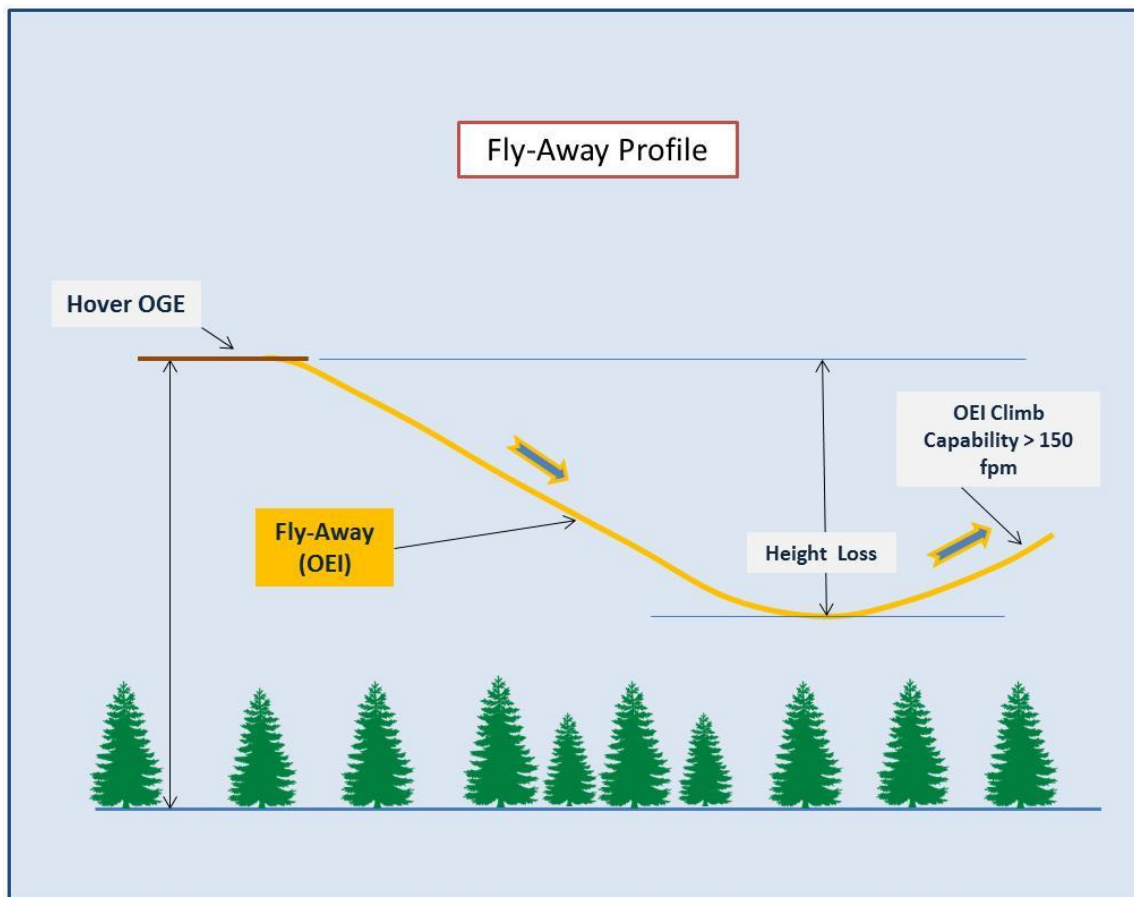 Fly-Away Profile
Hover OGE
OEI Climb
Capability > 150
fpm
Fly-Away
(OEI)
Height Loss